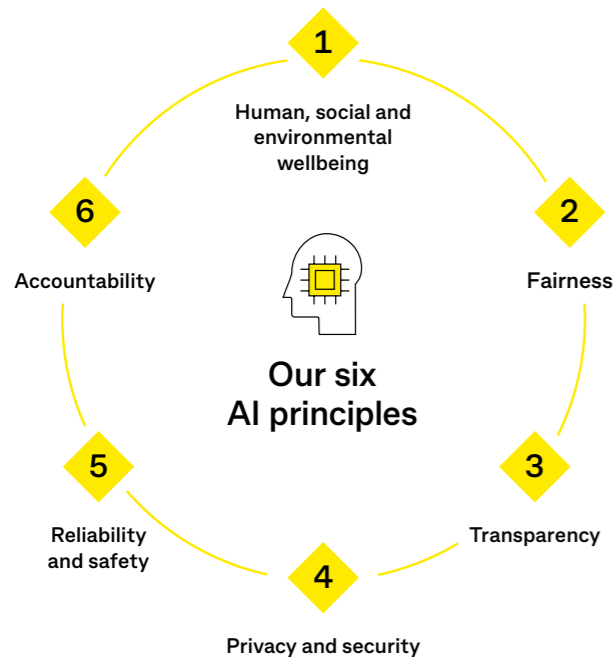 1
Human, social and
environmental
wellbeing
2
Fairness
3
Transparency
4
Privacy and security
5
Reliability
and safety
6
Accountability
Our six
AI principles